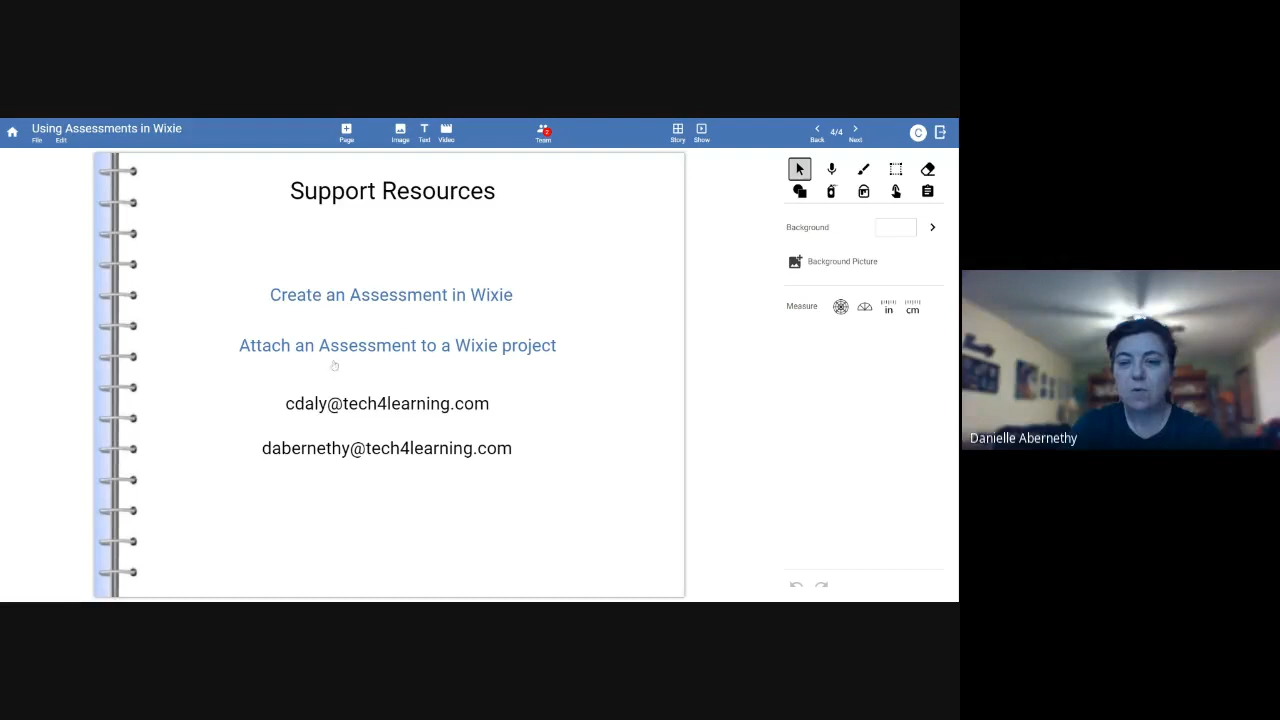 Using Assessments in Wixie
File Edit
Page
Image Text Video
2
Team
Story Show
Back 4/4 Next
C
Support Resources
Create an Assessment in Wixie
Attach an Assessment to a Wixie project
cdaly@tech4learning.com
dabernethy@tech4learning.com
Background
Background Picture
Measure in cm
Danielle Abernethy